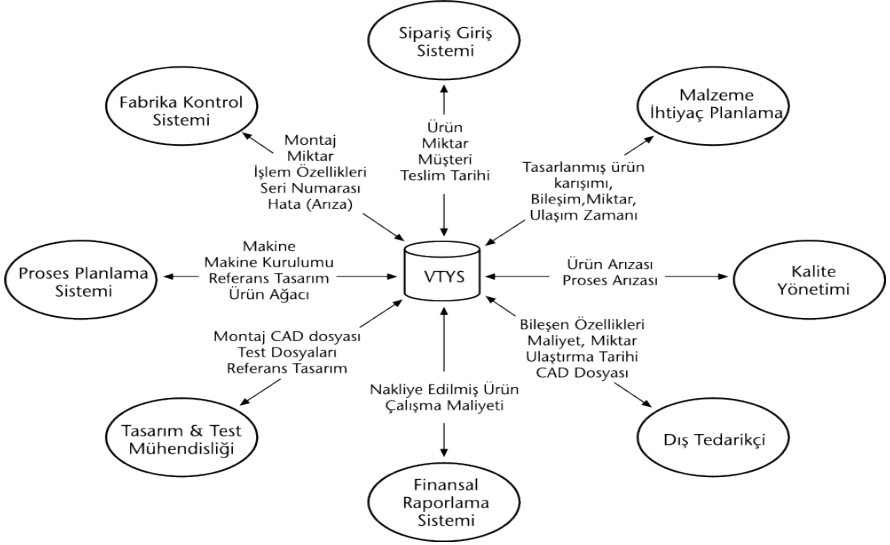 Sipariş Giriş
Sistemi
Fabrika Kontrol
Sistemi
Malzeme
İhtiyaç Planlama
Montaj
Miktar
İşlem Özellikleri
Seri Numarası
Hata (Arıza)
Ürün
Miktar
Müşteri
Teslim Tarihi
Tasarlanmış ürün
karışımı,
Bileşim,Miktar,
Ulaşım Zamanı
Proses Planlama
Sistemi
Makine
Makine Kurulumu
Referans Tasarım
Ürün Ağacı
VTYS
Ürün Arızası
Proses Arızası
Kalite
Yönetimi
Montaj CAD dosyası
Test Dosyaları
Referans Tasarım
Bileşen Özellikleri
Maliyet, Miktar
Ulaştırma Tarihi
CAD Dosyası
Nakliye Edilmiş Ürün
Çalışma Maliyeti
Tasarım & Test
Mühendisliği
Dış Tedarikçi
Finansal
Raporlama
Sistemi